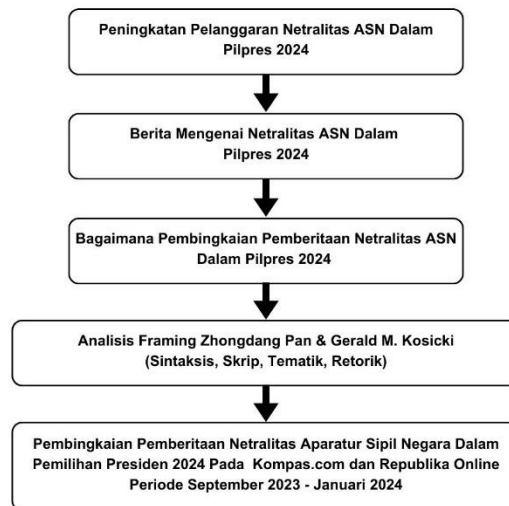 Peningkatan Pelanggaran Netralitas ASN Dalam
Pilpres 2024
Berita Mengenai Netralitas ASN Dalam
Pilpres 2024
Bagaimana Pembingkaian Pemberitaan Netralitas ASN
Dalam Pilpres 2024
Analisis Framing Zhongdang Pan & Gerald M. Kosicki
(Sintaksis, Skrip, Tematik, Retorik)
Pembingkaian Pemberitaan Netralitas Aparatur Sipil Negara Dalam
Pemilihan Presiden 2024 Pada Kompas.com dan Republika Online
Periode September 2023 - Januari 2024